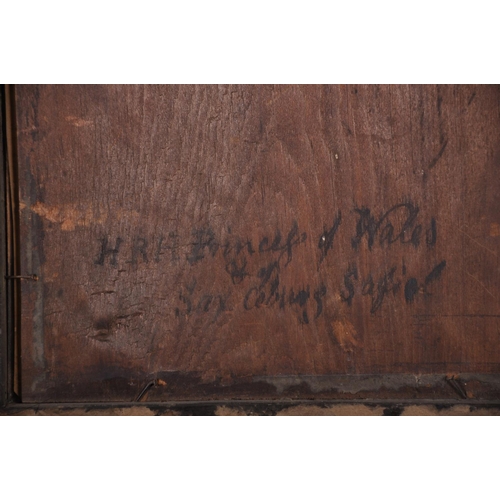 H.R.H. Princess of Wales
&
Sax Coburg